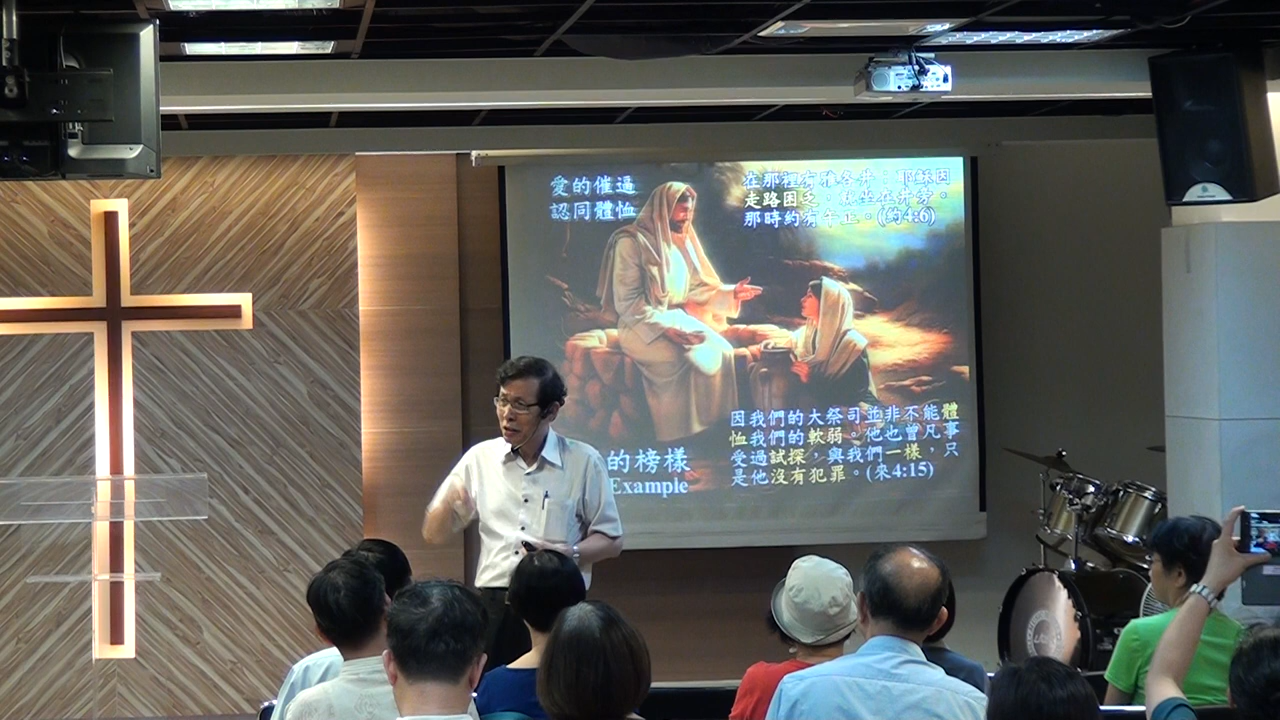 愛的催逼
認同體恤
在那裡有雅各井；耶穌因
走路困乏，就坐在井旁。
那時約有午正。(約4:6)
因我們的大祭司並非不能體
恤我們的軟弱。他也曾凡事
受過試探，與我們一樣，只
是他沒有犯罪。(來4:15)
的榜樣
Example